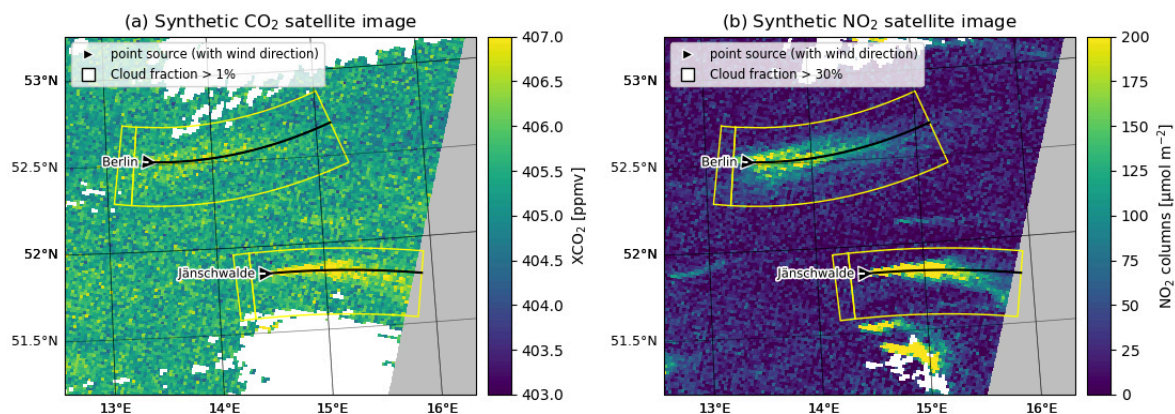 (a) Synthetic CO₂ satellite image
point source (with wind direction)
Cloud fraction > 1%
53°N
52.5°N
52°N
51.5°N
Berlin
Jänschwalde
13°E 14°E 15°E 16°E
407.0
406.5
406.0
405.5
405.0
404.5
404.0
403.5
403.0
XCO₂ [ppmv]
(b) Synthetic NO₂ satellite image
point source (with wind direction)
Cloud fraction > 30%
53°N
52.5°N
52°N
51.5°N
Berlin
Jänschwalde
13°E 14°E 15°E 16°E
200
175
150
125
100
75
50
25
0
NO₂ columns [µmol m⁻²]